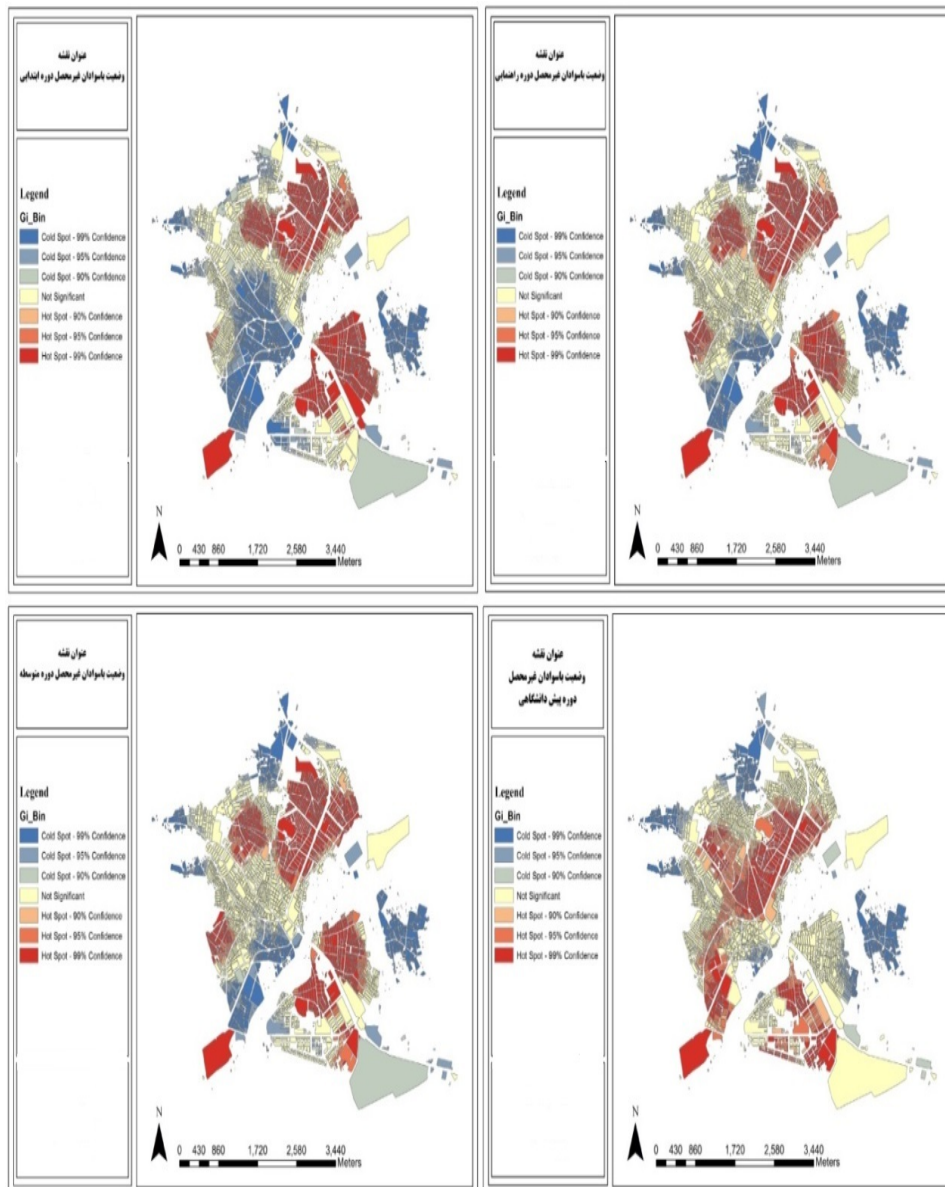 عنوان نقشه
وضعیت باسوادان غیرمحصل دوره ابتدایی
Legend
Gi_Bin
Cold Spot - 99% Confidence
Cold Spot - 95% Confidence
Cold Spot - 90% Confidence
Not Significant
Hot Spot - 90% Confidence
Hot Spot - 95% Confidence
Hot Spot - 99% Confidence
N
0 430 860 1,720 2,580 3,440
Meters
عنوان نقشه
وضعیت باسوادان غیرمحصل دوره راهنمایی
Legend
Gi_Bin
Cold Spot - 99% Confidence
Cold Spot - 95% Confidence
Cold Spot - 90% Confidence
Not Significant
Hot Spot - 90% Confidence
Hot Spot - 95% Confidence
Hot Spot - 99% Confidence
N
0 430 860 1,720 2,580 3,440
Meters
عنوان نقشه
وضعیت باسوادان غیرمحصل دوره متوسطه
Legend
Gi_Bin
Cold Spot - 99% Confidence
Cold Spot - 95% Confidence
Cold Spot - 90% Confidence
Not Significant
Hot Spot - 90% Confidence
Hot Spot - 95% Confidence
Hot Spot - 99% Confidence
N
0 430 860 1,720 2,580 3,440
Meters
عنوان نقشه
وضعیت باسوادان غیرمحصل
دوره پیش دانشگاهی
Legend
Gi_Bin
Cold Spot - 99% Confidence
Cold Spot - 95% Confidence
Cold Spot - 90% Confidence
Not Significant
Hot Spot - 90% Confidence
Hot Spot - 95% Confidence
Hot Spot - 99% Confidence
N
0 430 860 1,720 2,580 3,440
Meters